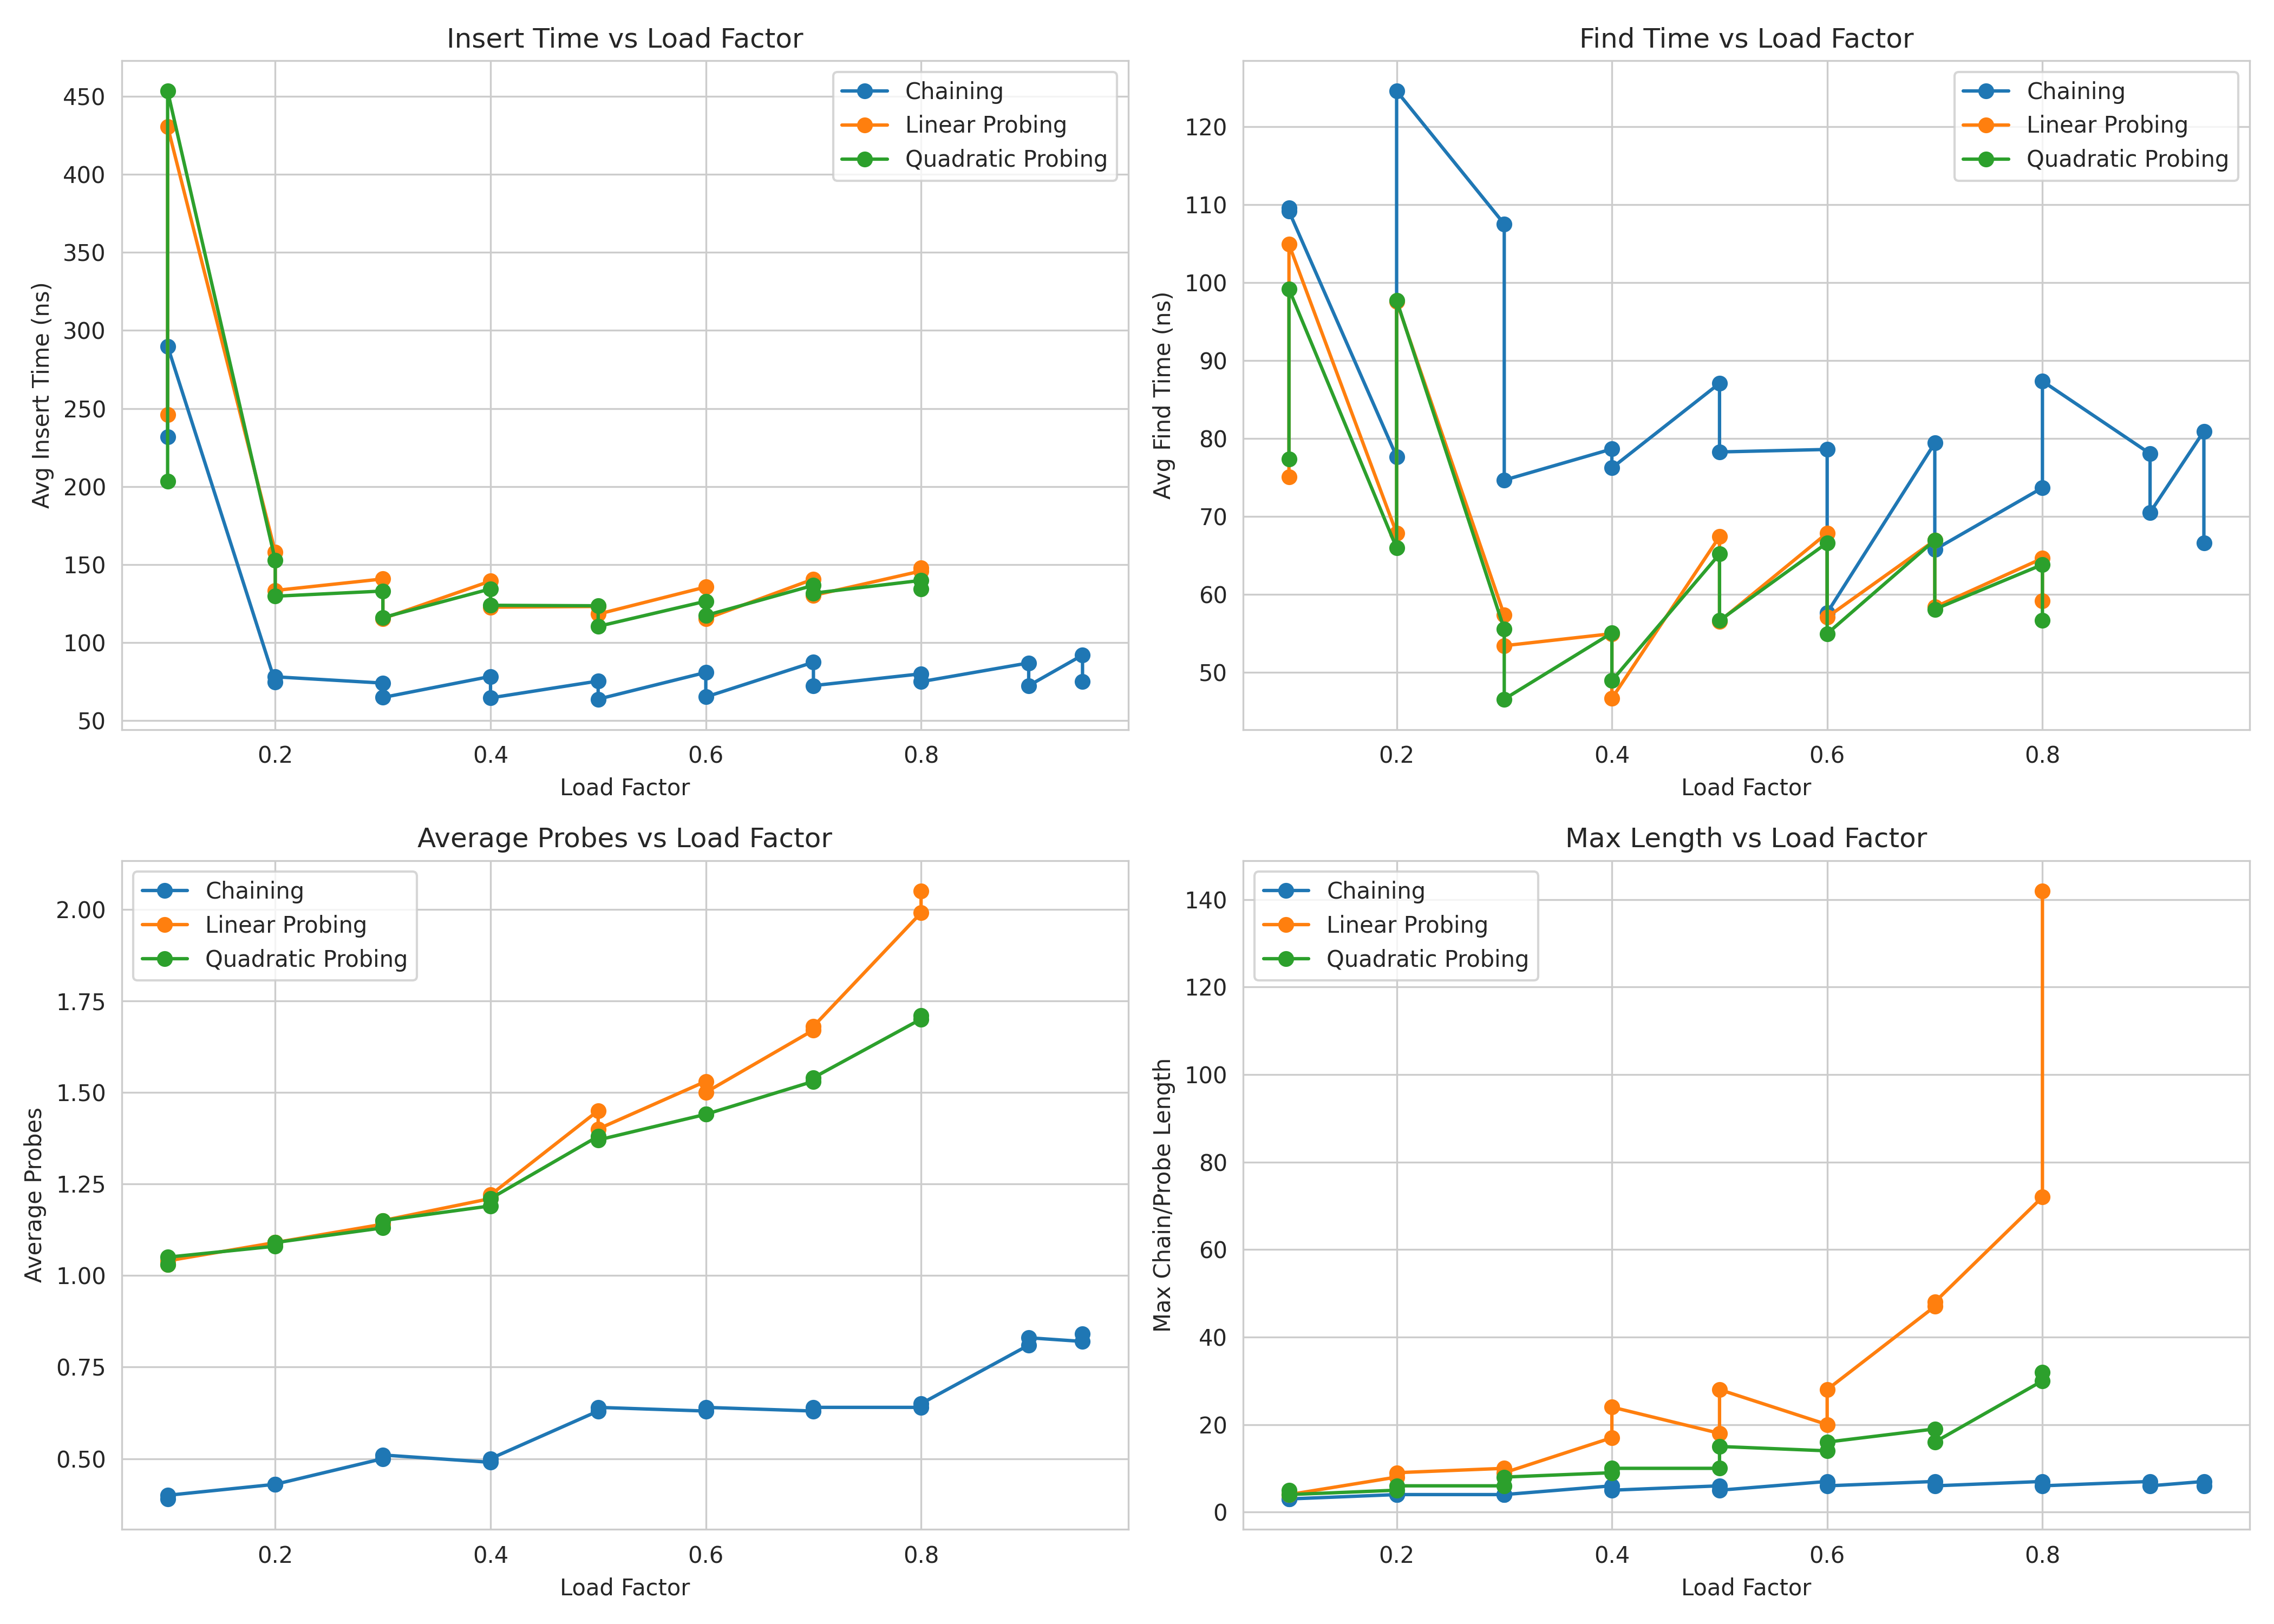 Insert Time vs Load Factor
Avg Insert Time (ns)
450
400
350
300
250
200
150
100
50
Chaining
Linear Probing
Quadratic Probing
0.2 0.4 0.6 0.8
Load Factor
Find Time vs Load Factor
Avg Find Time (ns)
120
110
100
90
80
70
60
50
Chaining
Linear Probing
Quadratic Probing
0.2 0.4 0.6 0.8
Load Factor
Average Probes vs Load Factor
Average Probes
2.00
1.75
1.50
1.25
1.00
0.75
0.50
Chaining
Linear Probing
Quadratic Probing
0.2 0.4 0.6 0.8
Load Factor
Max Length vs Load Factor
Max Chain/Probe Length
140
120
100
80
60
40
20
0
Chaining
Linear Probing
Quadratic Probing
0.2 0.4 0.6 0.8
Load Factor